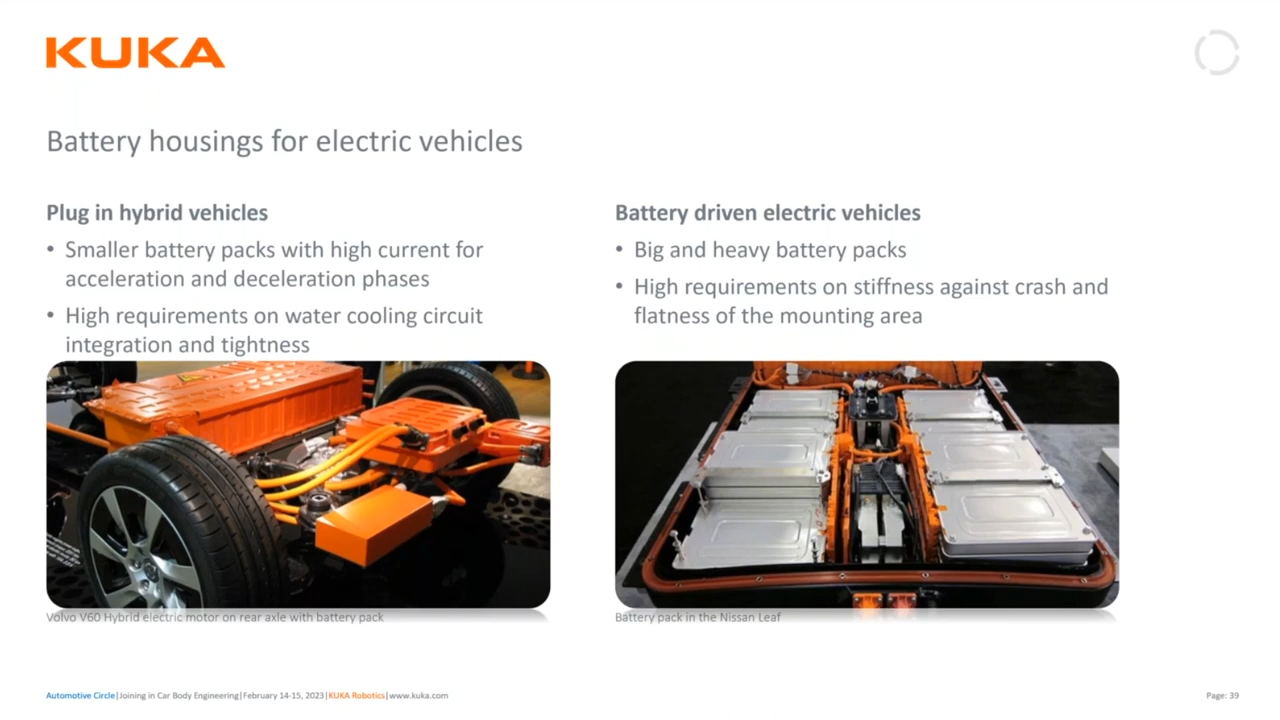 KUKA
Battery housings for electric vehicles
Plug in hybrid vehicles
• Smaller battery packs with high current for
acceleration and deceleration phases
• High requirements on water cooling circuit
integration and tightness
Volvo V60 Hybrid electric motor on rear axle with battery pack
Battery driven electric vehicles
• Big and heavy battery packs
• High requirements on stiffness against crash and
flatness of the mounting area
Battery pack in the Nissan Leaf
Automotive Circle|Joining in Car Body Engineering|February 14-15, 2023|KUKA Robotics|www.kuka.com
Page: 39